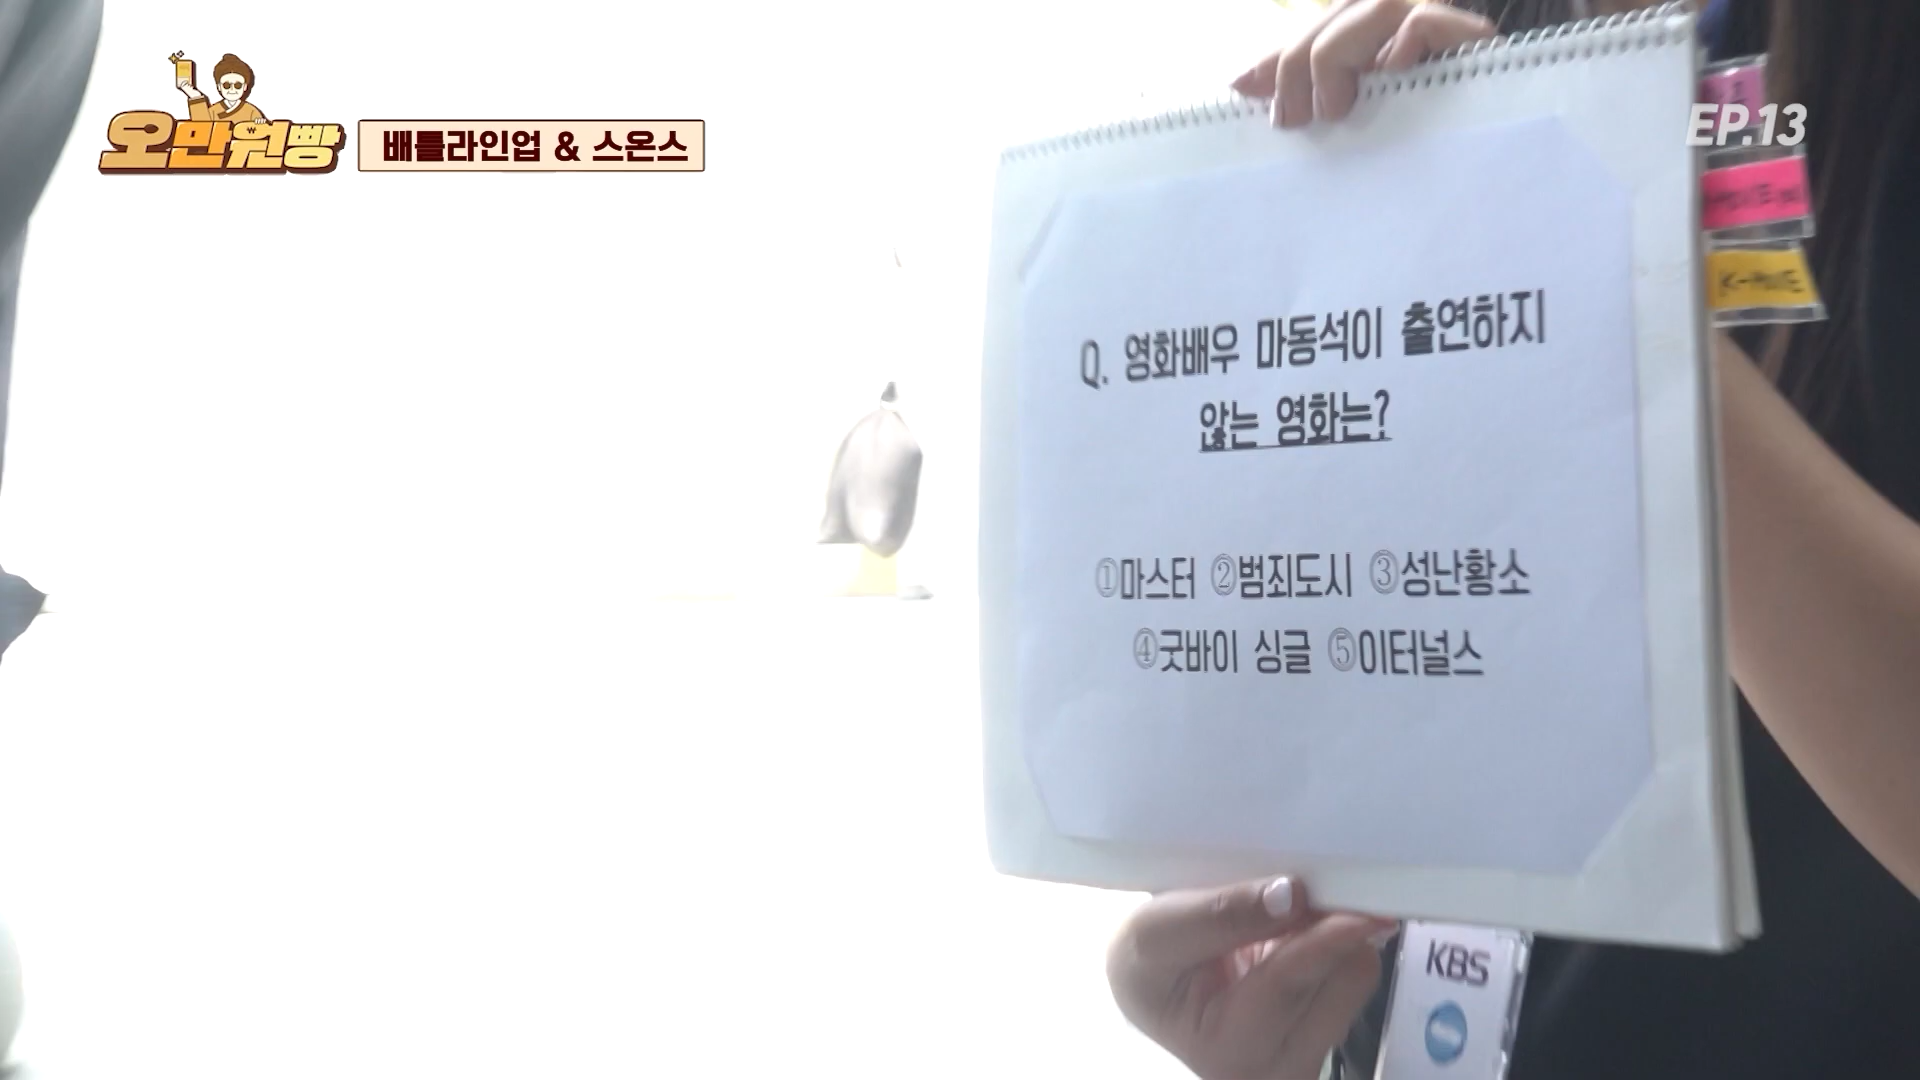 오만원빵
배틀라인업 & 스온스
EP.13
Q. 영화배우 마동석이 출연하지
않는 영화는?
①마스터 ②범죄도시 ③성난황소
④굿바이 싱글 ⑤이터널스
K-MOVIE
KBS